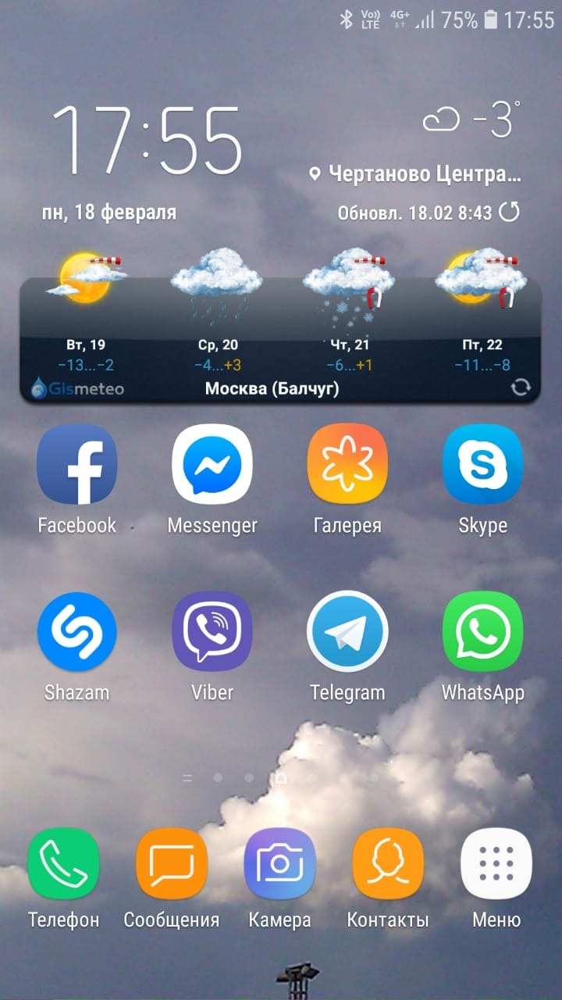 Vo)) LTE 4G+ 75% 17:55
17:55
-3°
Чертаново Центра...
пн, 18 февраля
Обновл. 18.02 8:43
Вт, 19 Ср, 20 Чт, 21 Пт, 22
-13...-2 -4...+3 -6...+1 -11...-8
Gismeteo Москва (Балчуг)
Facebook Messenger Галерея Skype
Shazam Viber Telegram WhatsApp
Телефон Сообщения Камера Контакты Меню